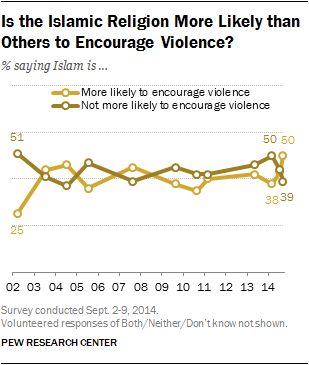 Is the Islamic Religion More Likely than
Others to Encourage Violence?
% saying Islam is ...
More likely to encourage violence
Not more likely to encourage violence
51
50
50
25
38
39
02 03 04 05 06 07 08 09 10 11 12 13 14
Survey conducted Sept. 2-9, 2014.
Volunteered responses of Both/Neither/Don't know not shown.
PEW RESEARCH CENTER